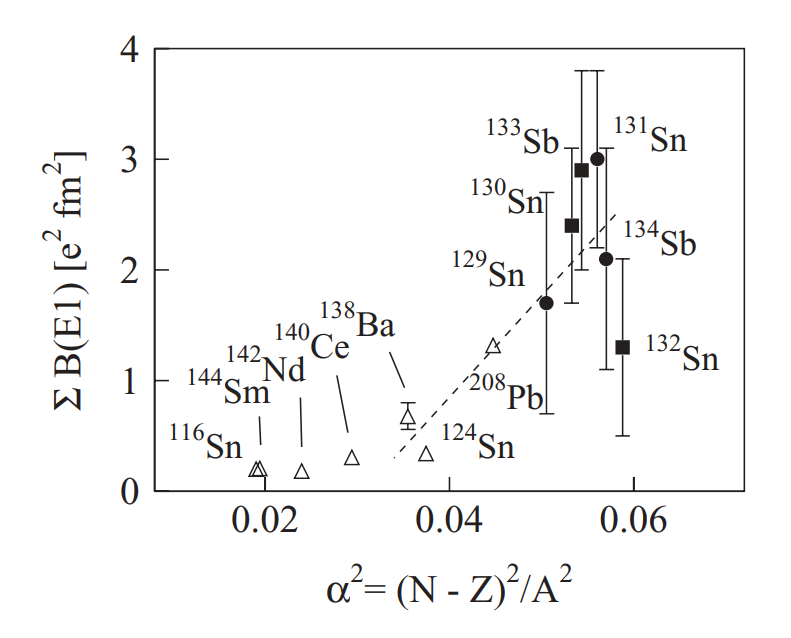 4
3
2
1
0
Σ B(E1) [e² fm²]
¹³³Sb
¹³¹Sn
¹³⁰Sn
¹³⁴Sb
¹²⁹Sn
¹³⁸Ba
¹⁴⁰Ce
¹⁴²Nd
¹⁴⁴Sm
¹³²Sn
²⁰⁸Pb
¹¹⁶Sn
¹²⁴Sn
0.02 0.04 0.06
α²= (N - Z)²/A²